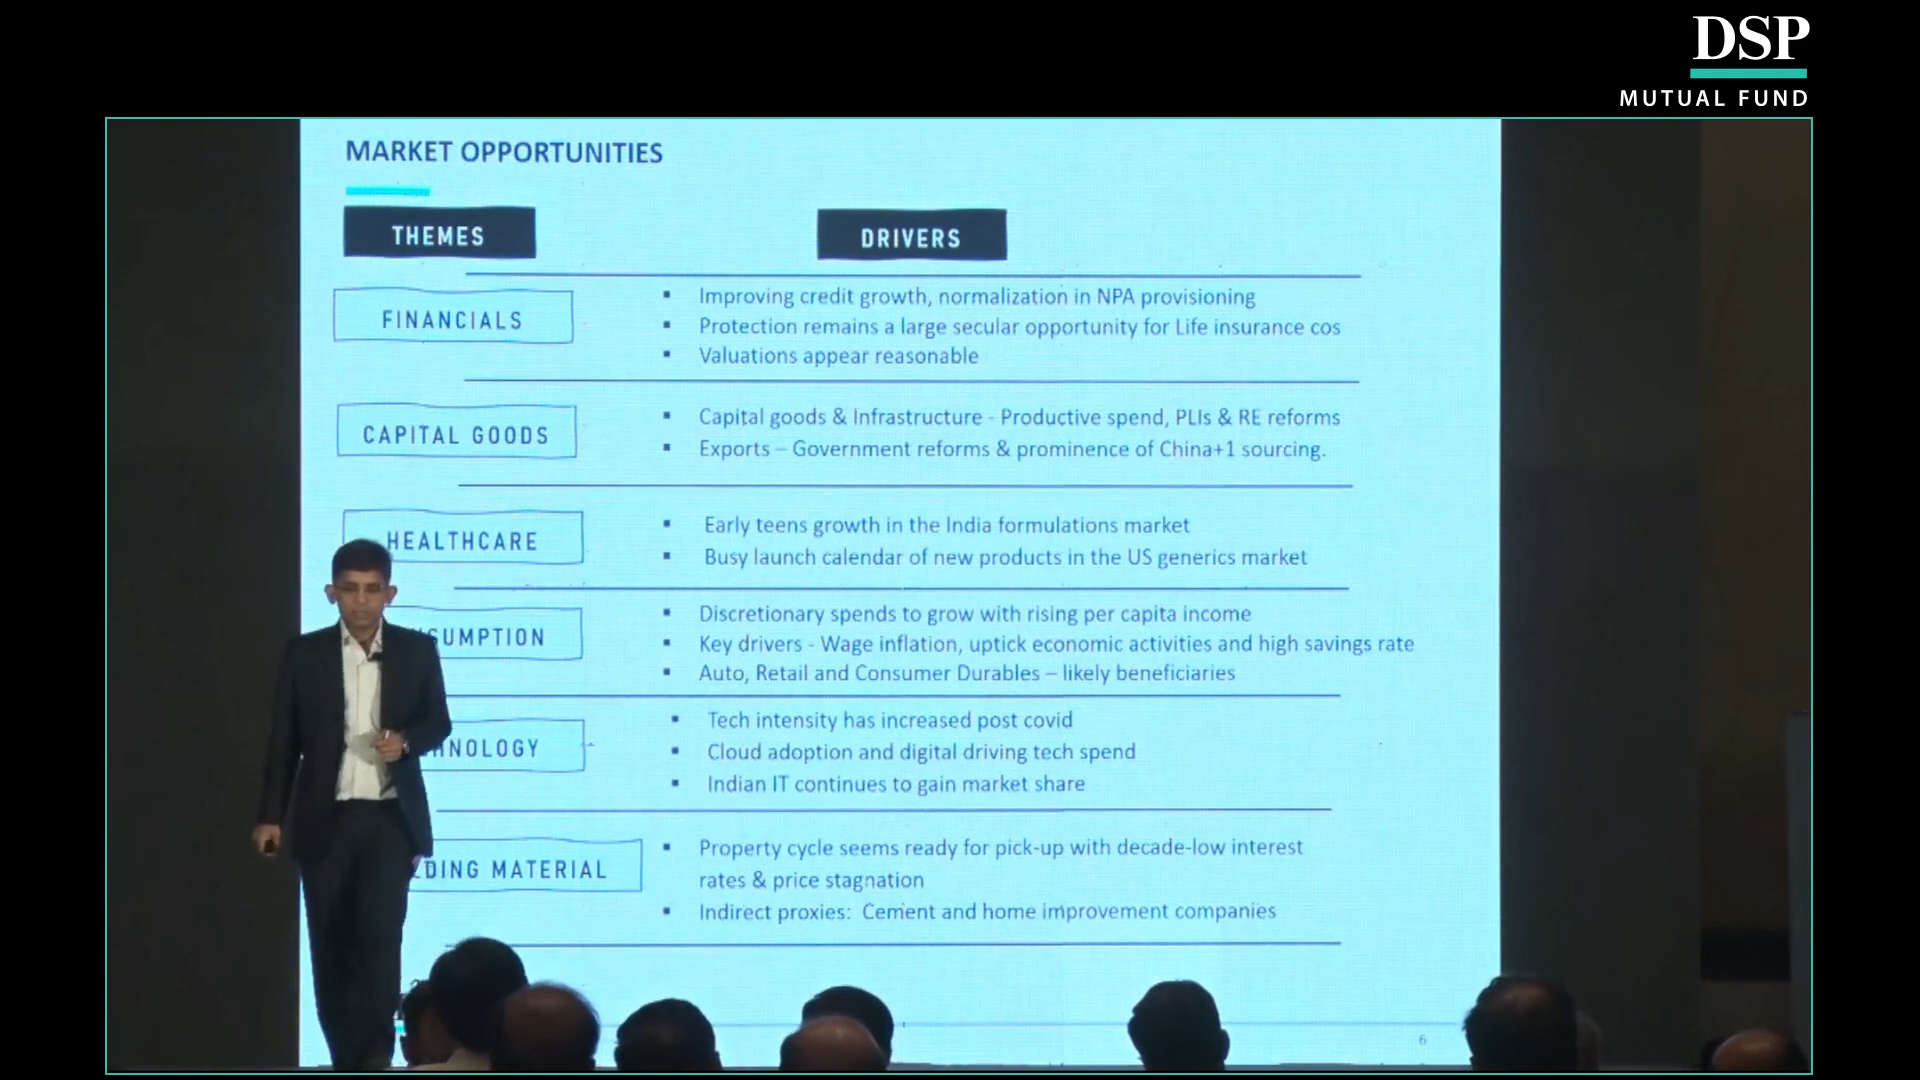 DSP
MUTUAL FUND
MARKET OPPORTUNITIES
THEMES
DRIVERS
FINANCIALS
▪ Improving credit growth, normalization in NPA provisioning
▪ Protection remains a large secular opportunity for Life insurance cos
▪ Valuations appear reasonable
CAPITAL GOODS
▪ Capital goods & Infrastructure - Productive spend, PLIs & RE reforms
▪ Exports – Government reforms & prominence of China+1 sourcing.
HEALTHCARE
▪ Early teens growth in the India formulations market
▪ Busy launch calendar of new products in the US generics market
SUMPTION
▪ Discretionary spends to grow with rising per capita income
▪ Key drivers - Wage inflation, uptick economic activities and high savings rate
▪ Auto, Retail and Consumer Durables – likely beneficiaries
NOLOGY
▪ Tech intensity has increased post covid
▪ Cloud adoption and digital driving tech spend
▪ Indian IT continues to gain market share
DING MATERIAL
▪ Property cycle seems ready for pick-up with decade-low interest
rates & price stagnation
▪ Indirect proxies: Cement and home improvement companies
6